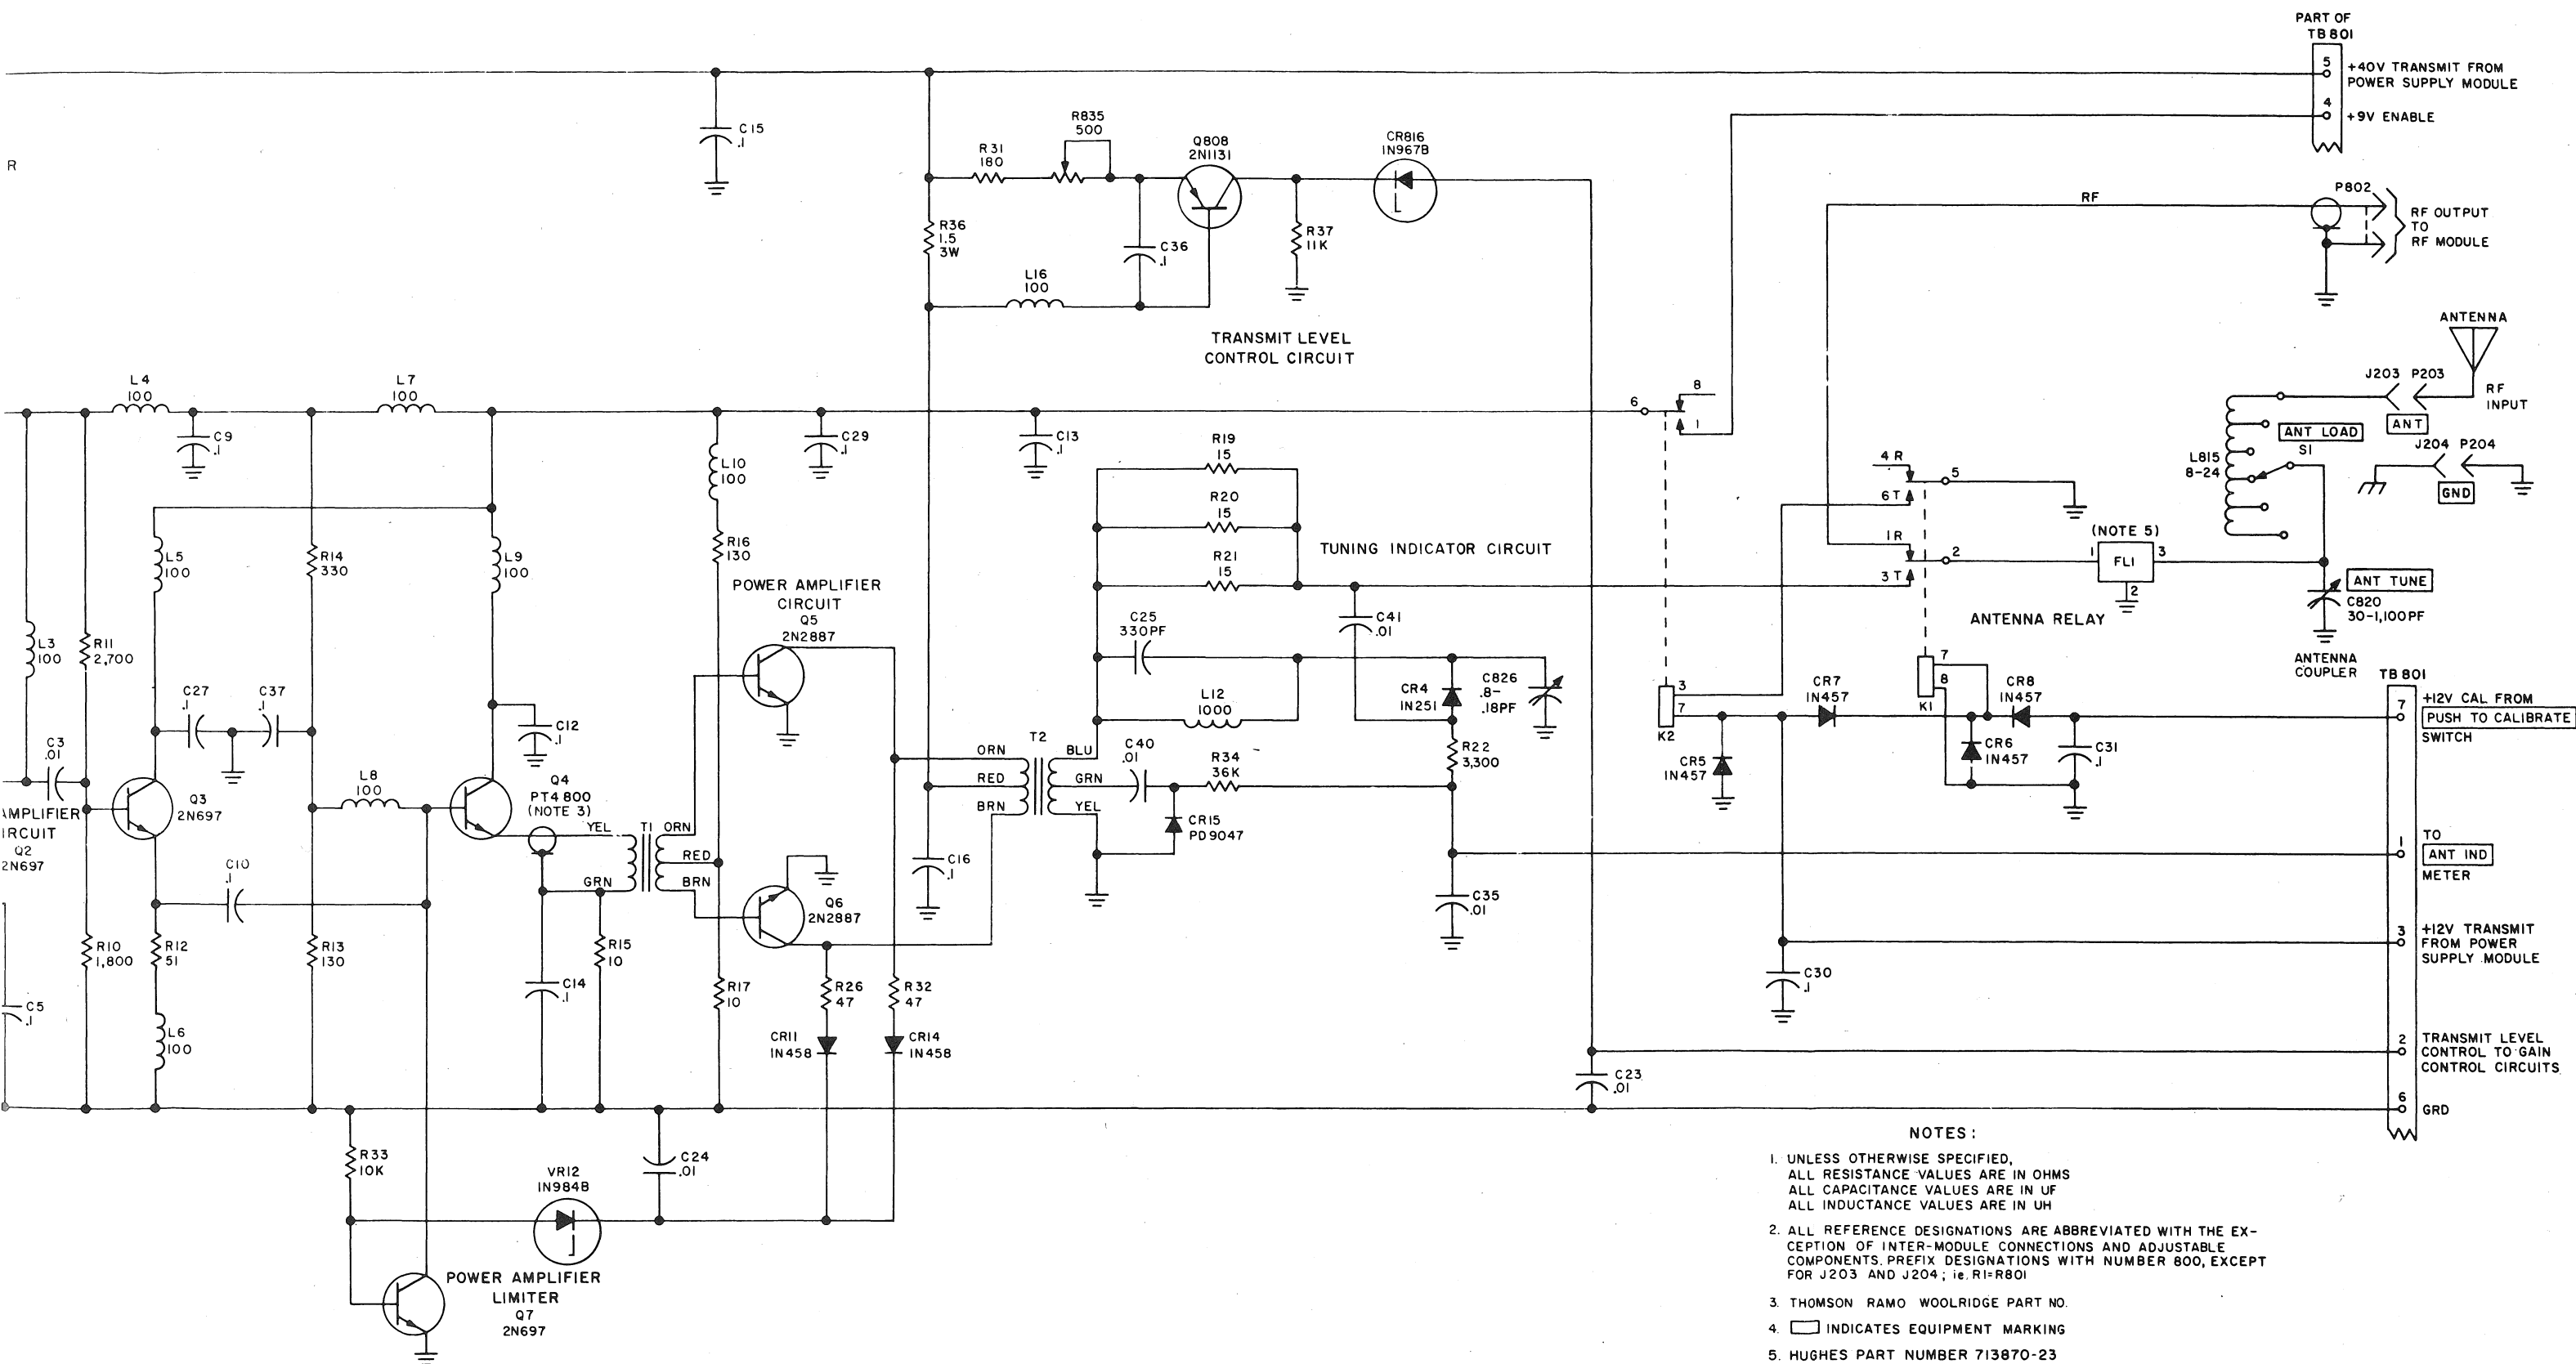 PART OF
TB801
5
+40V TRANSMIT FROM
POWER SUPPLY MODULE
4
+9V ENABLE
R
C15
.1
R31
180
R835
500
Q808
2N1131
CR816
1N967B
R36
1.5
3W
C36
.1
R37
11K
L16
100
TRANSMIT LEVEL
CONTROL CIRCUIT
RF
P802
RF OUTPUT
TO
RF MODULE
ANTENNA
J203 P203
RF
INPUT
ANT
J204 P204
GND
ANT LOAD
S1
L815
8-24
L4
100
L7
100
C9
.1
C29
.1
C13
.1
6
8
1
L10
100
R19
15
R20
15
R21
15
TUNING INDICATOR CIRCUIT
4 R
5
6 T
1 R
2
3 T
(NOTE 5)
1
FL1
3
2
ANT TUNE
C820
30-1,100PF
ANTENNA RELAY
ANTENNA
COUPLER
L5
100
R14
330
L9
100
R16
130
POWER AMPLIFIER
CIRCUIT
Q5
2N2887
C25
330PF
C41
.01
L3
100
R11
2,700
C27
.1
C37
.1
C12
.1
L12
1000
CR4
1N251
C826
.8-
.18PF
3
7
K2
CR5
1N457
CR7
1N457
7
8
K1
CR8
1N457
CR6
1N457
C31
.1
TB801
7
+12V CAL FROM
PUSH TO CALIBRATE
SWITCH
C3
.01
AMPLIFIER
IRCUIT
Q2
2N697
Q3
2N697
L8
100
Q4
PT4800
(NOTE 3)
YEL
T1
ORN
RED
BRN
GRN
ORN
RED
BRN
T2
BLU
GRN
YEL
C40
.01
R34
36K
CR15
PD9047
R22
3,300
1
TO
ANT IND
METER
C10
.1
C16
.1
Q6
2N2887
C35
.01
R10
1,800
R12
51
R13
130
R15
10
C14
.1
R17
10
R26
47
R32
47
3
+12V TRANSMIT
FROM POWER
SUPPLY MODULE
C30
.1
C5
.1
L6
100
CR11
1N458
CR14
1N458
2
TRANSMIT LEVEL
CONTROL TO GAIN
CONTROL CIRCUITS
C23
.01
6
GRD
R33
10K
VR12
1N984B
C24
.01
POWER AMPLIFIER
LIMITER
Q7
2N697
NOTES:
1. UNLESS OTHERWISE SPECIFIED,
ALL RESISTANCE VALUES ARE IN OHMS
ALL CAPACITANCE VALUES ARE IN UF
ALL INDUCTANCE VALUES ARE IN UH
2. ALL REFERENCE DESIGNATIONS ARE ABBREVIATED WITH THE EX-
CEPTION OF INTER-MODULE CONNECTIONS AND ADJUSTABLE
COMPONENTS. PREFIX DESIGNATIONS WITH NUMBER 800, EXCEPT
FOR J203 AND J204; ie. R1=R801
3. THOMSON RAMO WOOLRIDGE PART NO.
4. INDICATES EQUIPMENT MARKING
5. HUGHES PART NUMBER 713870-23